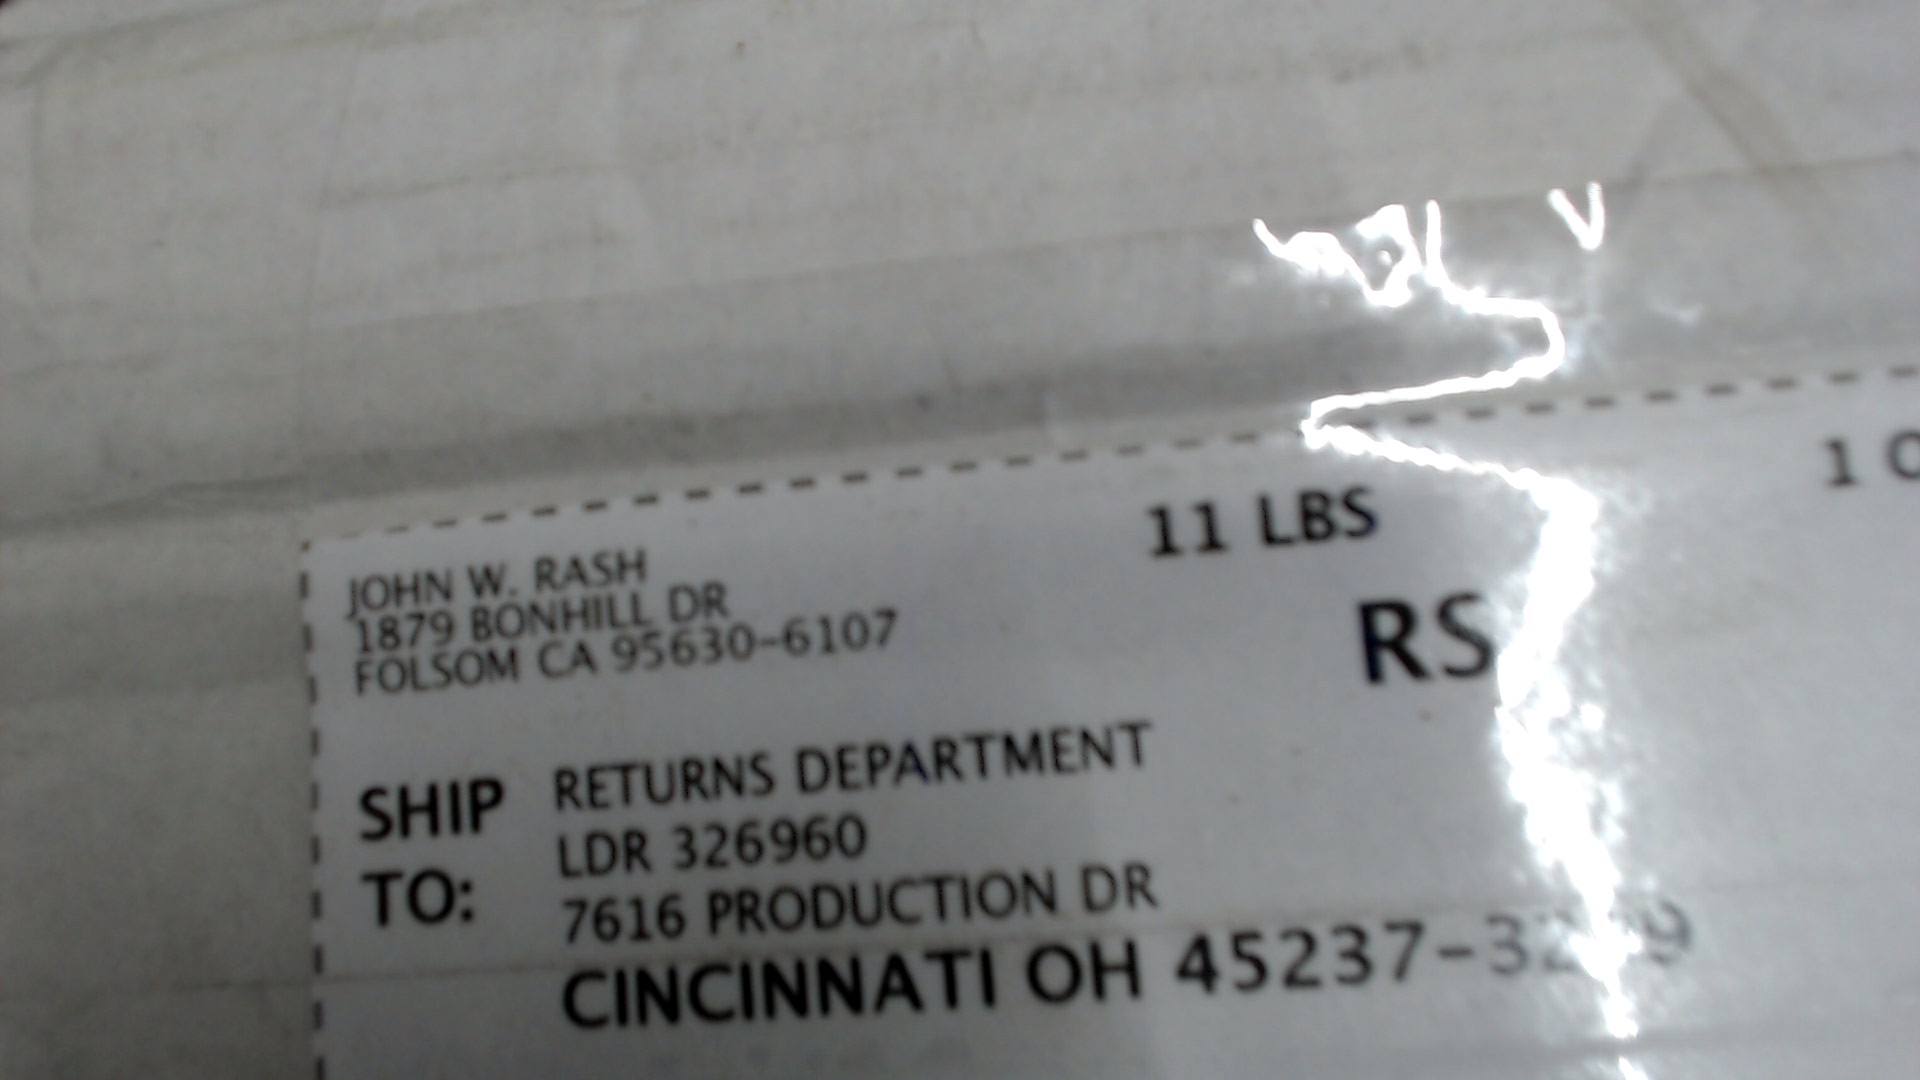 JOHN W. RASH
1879 BONHILL DR
FOLSOM CA 95630-6107
11 LBS
RS
SHIP TO:
RETURNS DEPARTMENT
LDR 326960
7616 PRODUCTION DR
CINCINNATI OH 45237-